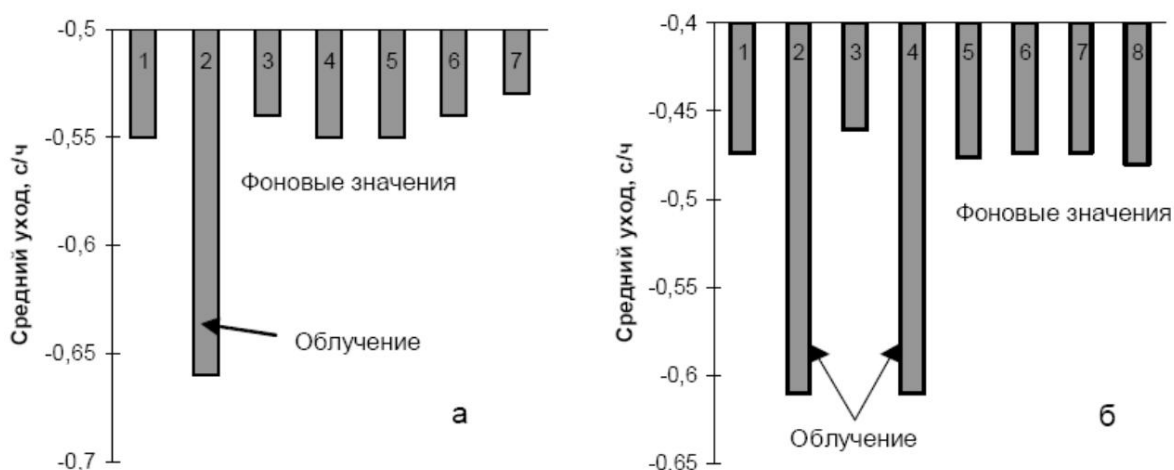 -0,5
-0,55
-0,6
-0,65
-0,7
Средний уход, с/ч
1 2 3 4 5 6 7
Фоновые значения
Облучение
а
-0,4
-0,45
-0,5
-0,55
-0,6
-0,65
Средний уход, с/ч
1 2 3 4 5 6 7 8
Фоновые значения
Облучение
б